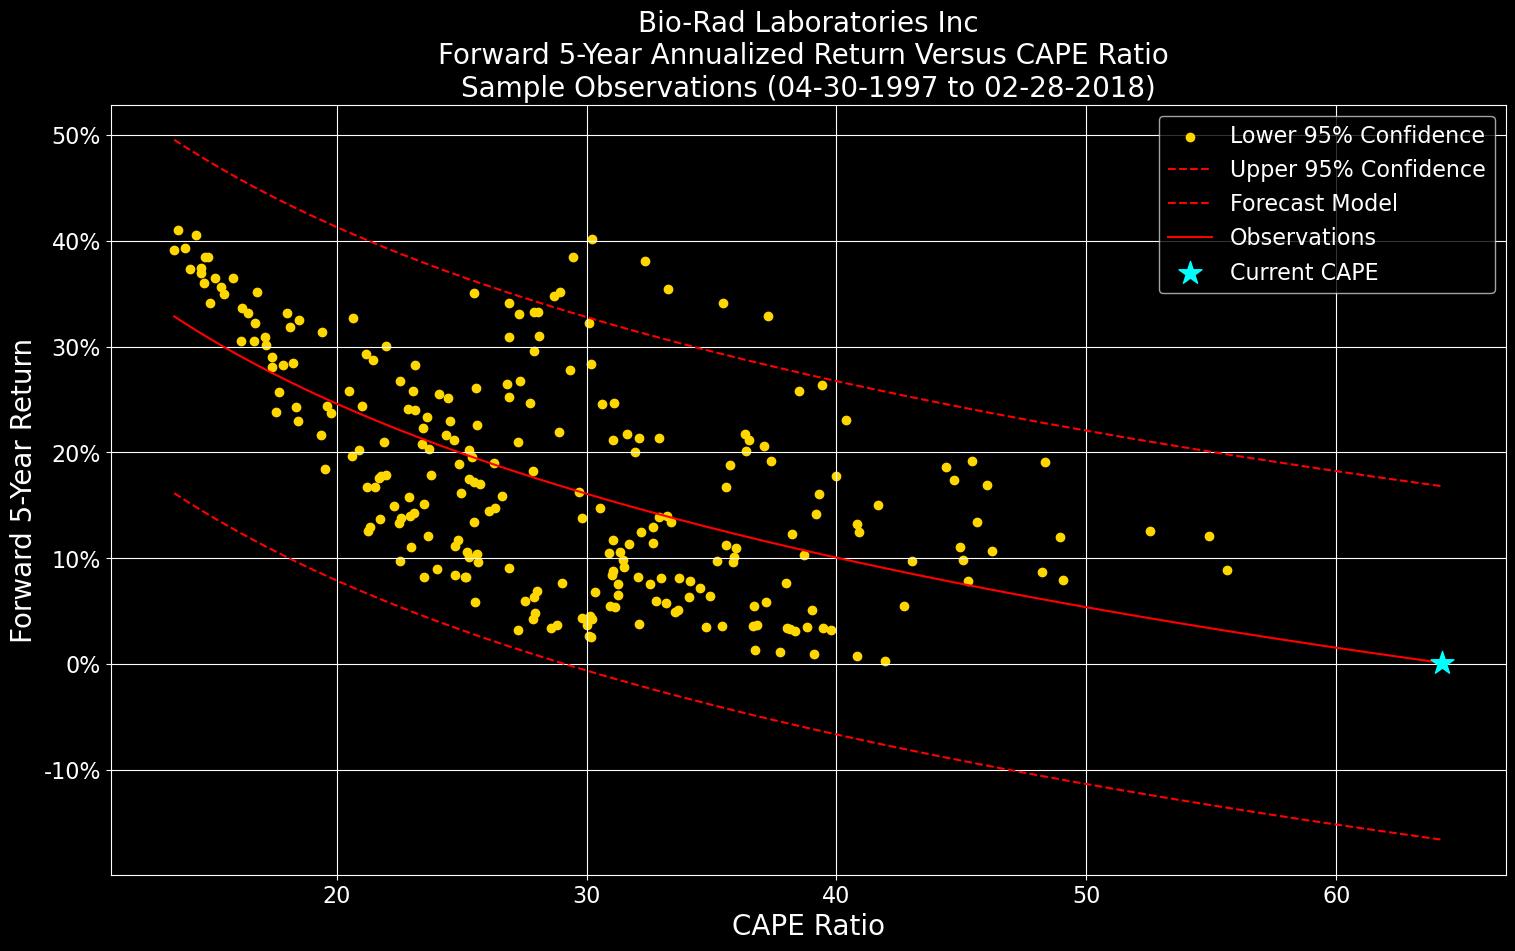 Bio-Rad Laboratories Inc
Forward 5-Year Annualized Return Versus CAPE Ratio
Sample Observations (04-30-1997 to 02-28-2018)
Lower 95% Confidence
Upper 95% Confidence
Forecast Model
Observations
Current CAPE
Forward 5-Year Return
50%
40%
30%
20%
10%
0%
-10%
20 30 40 50 60
CAPE Ratio